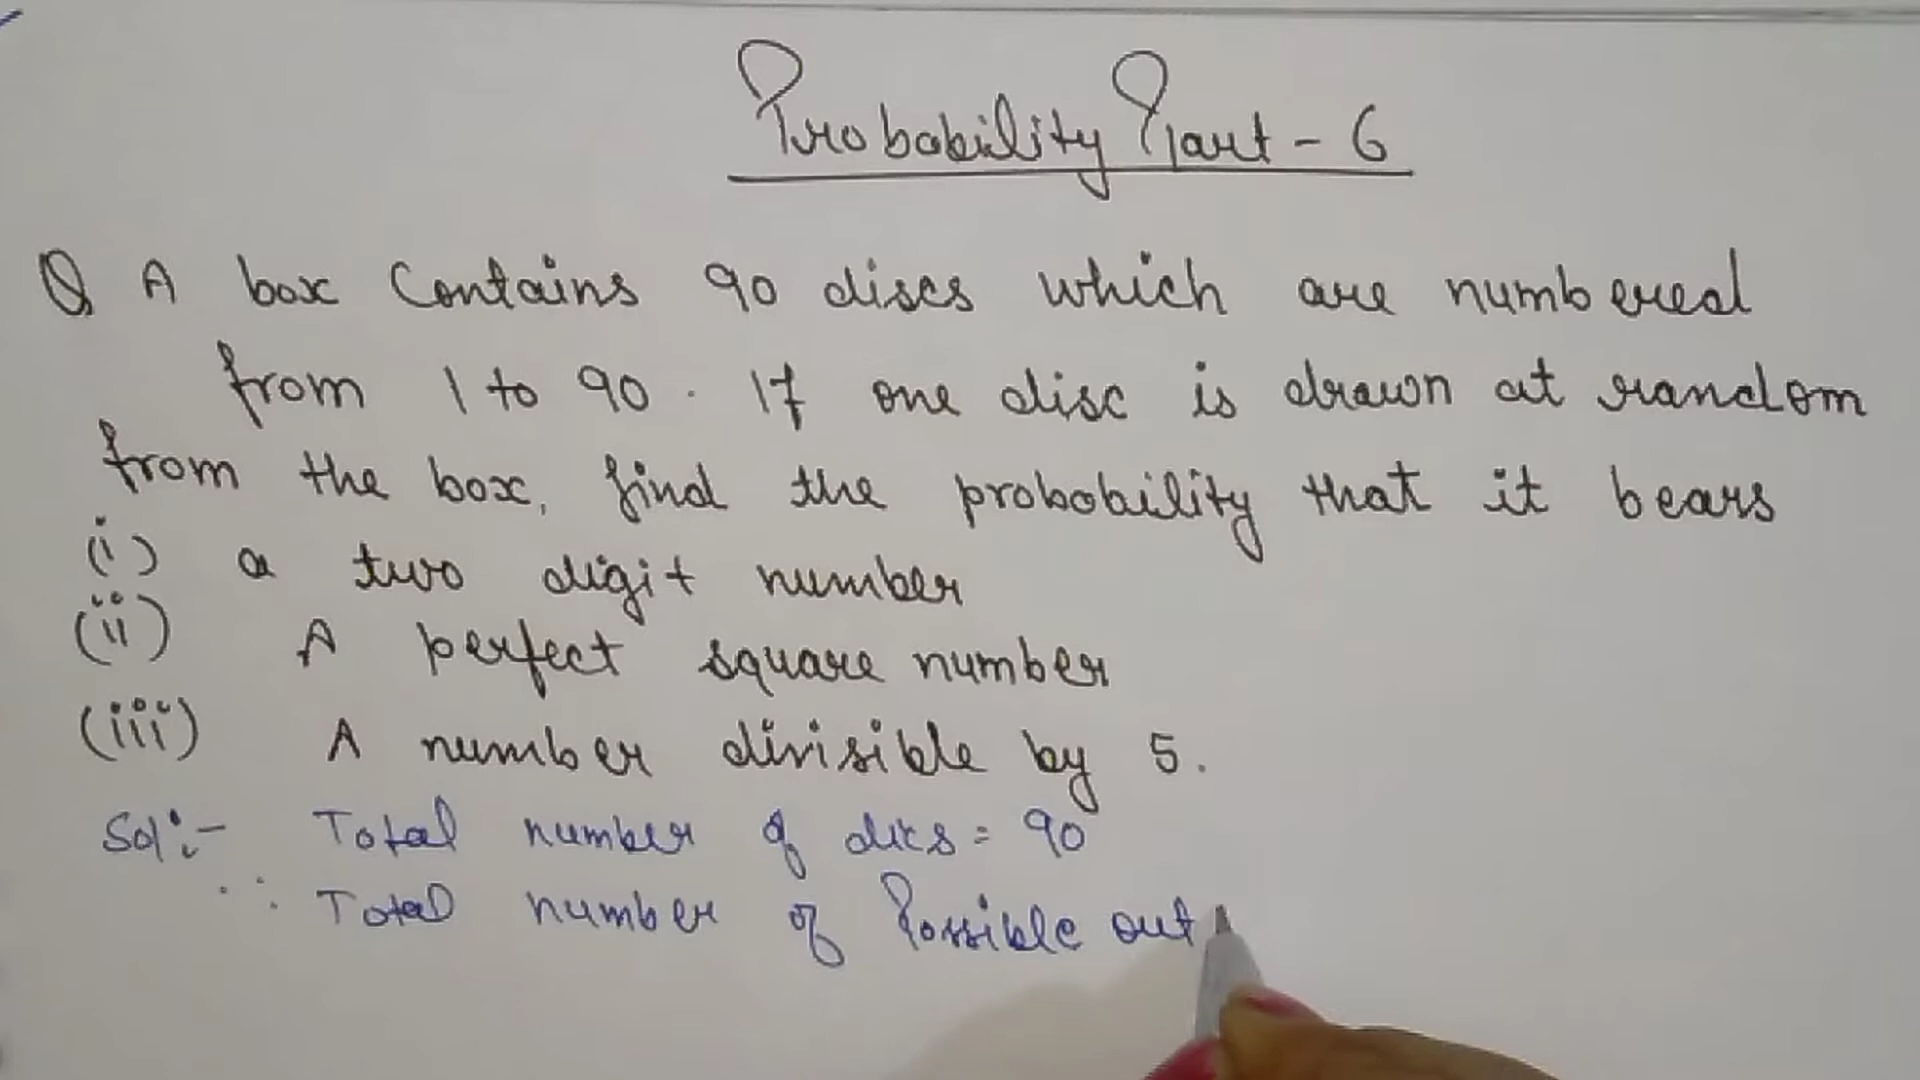 Probability Part - 6
Q A box Contains 90 discs which are numbered
from 1 to 90. If one disc is drawn at random
from the box, find the probobility that it bears
(i) a two digit number
(ii) A perfect square number
(iii) A number divisible by 5.
Sol:- Total number of dics = 90
∴ Total number of Possible out